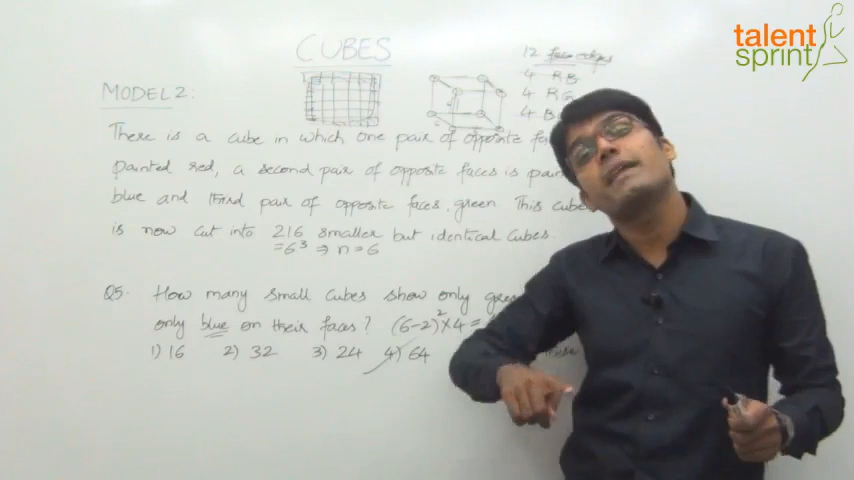 talent
sprint
CUBES
12
4 RB
4 RG
4 B
MODEL 2:
There is a cube in which one pair of opposite
painted red, a second pair of opposite faces is
blue and third pair of opposite faces, green. This cube
is now cut into 216 smaller but identical cubes.
=6³ ⇒ n=6
Q5. How many small cubes show only
only blue on their faces? (6-2)²×4=
1) 16 2) 32 3) 24 4) 64